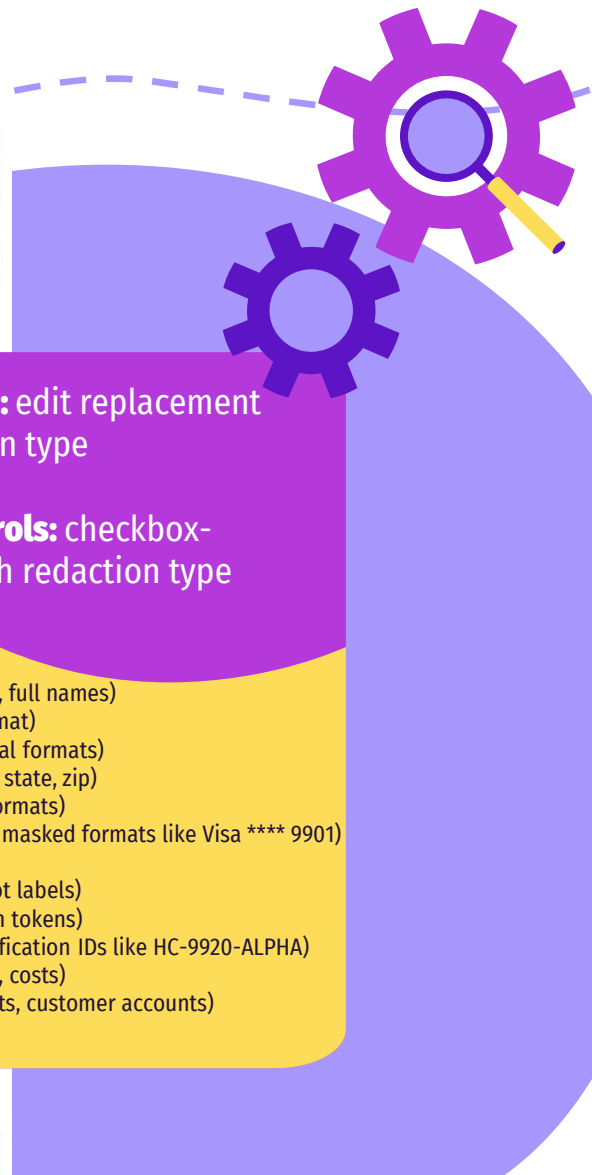 : edit replacement
n type
rols: checkbox-
h redaction type
, full names)
mat)
al formats)
state, zip)
ormats)
masked formats like Visa **** 9901)
ot labels)
n tokens)
ification IDs like HC-9920-ALPHA)
, costs)
ts, customer accounts)